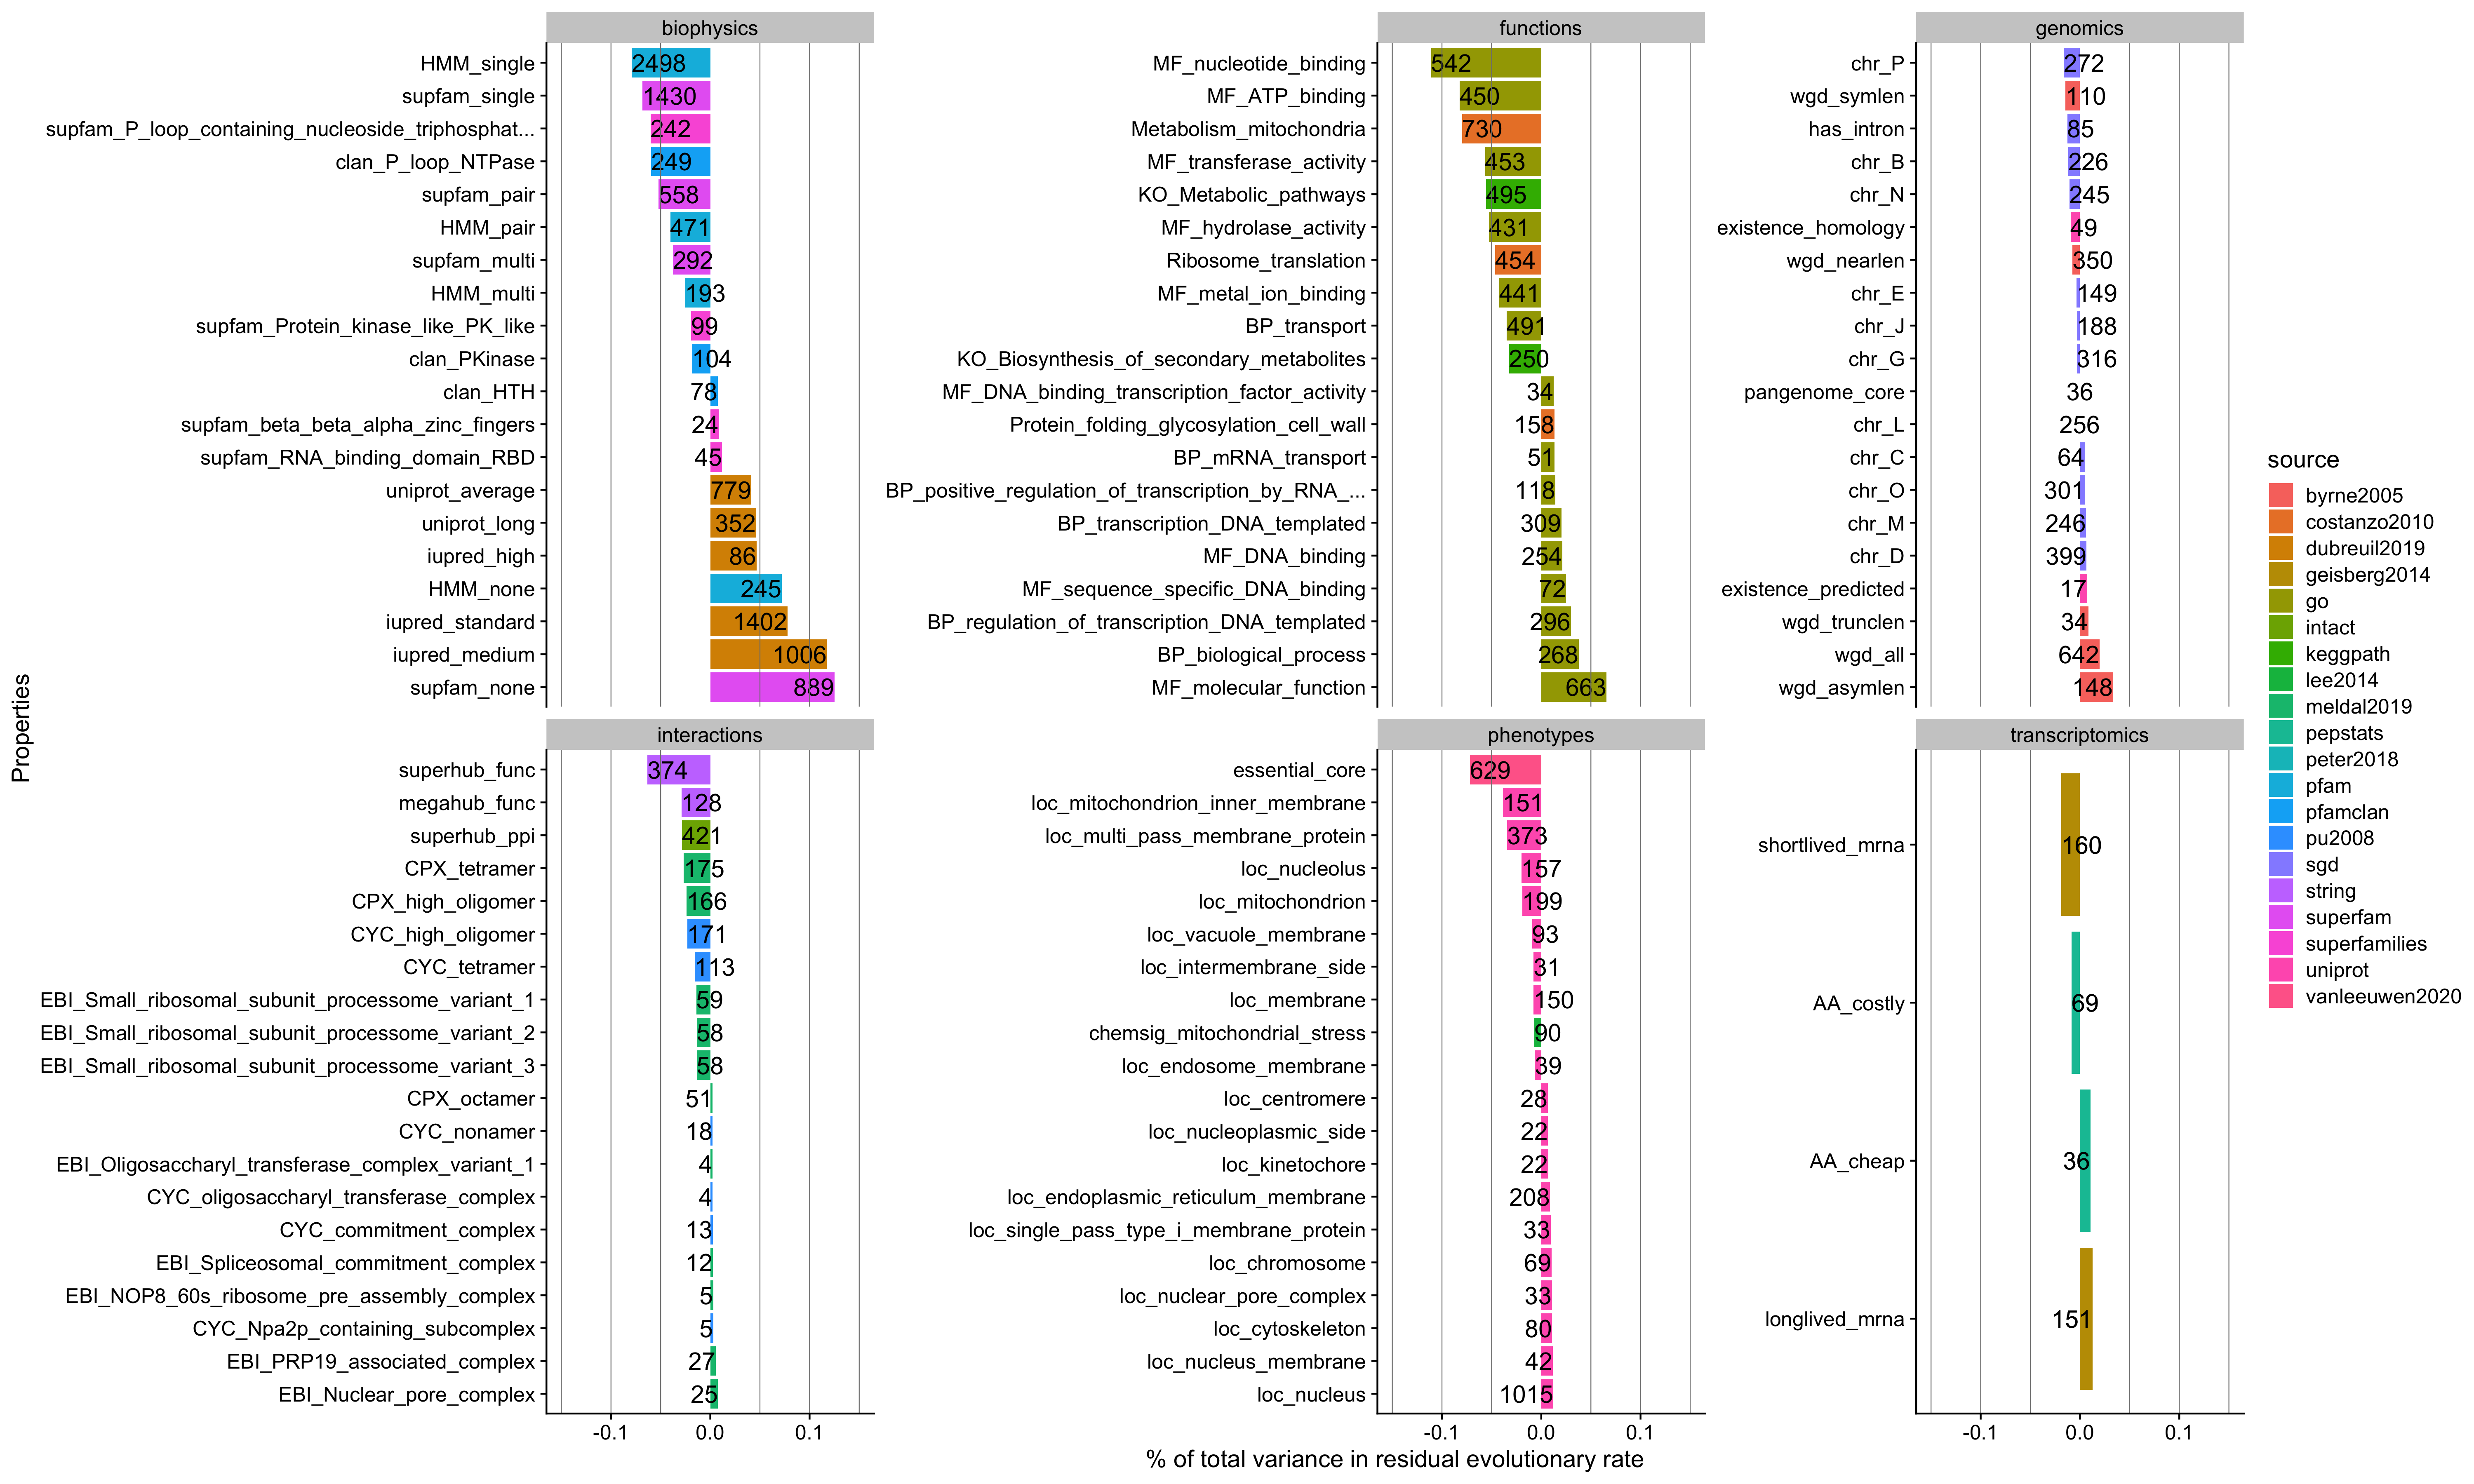 biophysics
HMM_single 2498
supfam_single 1430
supfam_P_loop_containing_nucleoside_triphosphat... 242
clan_P_loop_NTPase 249
supfam_pair 558
HMM_pair 471
supfam_multi 292
HMM_multi 193
supfam_Protein_kinase_like_PK_like 99
clan_PKinase 104
clan_HTH 78
supfam_beta_beta_alpha_zinc_fingers 24
supfam_RNA_binding_domain_RBD 45
uniprot_average 779
uniprot_long 352
iupred_high 86
HMM_none 245
iupred_standard 1402
iupred_medium 1006
supfam_none 889
functions
MF_nucleotide_binding 542
MF_ATP_binding 450
Metabolism_mitochondria 730
MF_transferase_activity 453
KO_Metabolic_pathways 495
MF_hydrolase_activity 431
Ribosome_translation 454
MF_metal_ion_binding 441
BP_transport 491
KO_Biosynthesis_of_secondary_metabolites 250
MF_DNA_binding_transcription_factor_activity 34
Protein_folding_glycosylation_cell_wall 158
BP_mRNA_transport 51
BP_positive_regulation_of_transcription_by_RNA_... 118
BP_transcription_DNA_templated 309
MF_DNA_binding 254
MF_sequence_specific_DNA_binding 72
BP_regulation_of_transcription_DNA_templated 296
BP_biological_process 268
MF_molecular_function 663
genomics
chr_P 272
wgd_symlen 110
has_intron 85
chr_B 226
chr_N 245
existence_homology 49
wgd_nearlen 350
chr_E 149
chr_J 188
chr_G 316
pangenome_core 36
chr_L 256
chr_C 64
chr_O 301
chr_M 246
chr_D 399
existence_predicted 17
wgd_trunclen 34
wgd_all 642
wgd_asymlen 148
interactions
superhub_func 374
megahub_func 128
superhub_ppi 421
CPX_tetramer 175
CPX_high_oligomer 166
CYC_high_oligomer 171
CYC_tetramer 113
EBI_Small_ribosomal_subunit_processome_variant_1 59
EBI_Small_ribosomal_subunit_processome_variant_2 58
EBI_Small_ribosomal_subunit_processome_variant_3 58
CPX_octamer 51
CYC_nonamer 18
EBI_Oligosaccharyl_transferase_complex_variant_1 4
CYC_oligosaccharyl_transferase_complex 4
CYC_commitment_complex 13
EBI_Spliceosomal_commitment_complex 12
EBI_NOP8_60s_ribosome_pre_assembly_complex 5
CYC_Npa2p_containing_subcomplex 5
EBI_PRP19_associated_complex 27
EBI_Nuclear_pore_complex 25
-0.1 0.0 0.1
phenotypes
essential_core 629
loc_mitochondrion_inner_membrane 151
loc_multi_pass_membrane_protein 373
loc_nucleolus 157
loc_mitochondrion 199
loc_vacuole_membrane 93
loc_intermembrane_side 31
loc_membrane 150
chemsig_mitochondrial_stress 90
loc_endosome_membrane 39
loc_centromere 28
loc_nucleoplasmic_side 22
loc_kinetochore 22
loc_endoplasmic_reticulum_membrane 208
loc_single_pass_type_i_membrane_protein 33
loc_chromosome 69
loc_nuclear_pore_complex 33
loc_cytoskeleton 80
loc_nucleus_membrane 42
loc_nucleus 1015
-0.1 0.0 0.1
transcriptomics
shortlived_mrna 160
AA_costly 69
AA_cheap 36
longlived_mrna 151
-0.1 0.0 0.1
Properties
% of total variance in residual evolutionary rate
source
byrne2005
costanzo2010
dubreuil2019
geisberg2014
go
intact
keggpath
lee2014
meldal2019
pepstats
peter2018
pfam
pfamclan
pu2008
sgd
string
superfam
superfamilies
uniprot
vanleeuwen2020